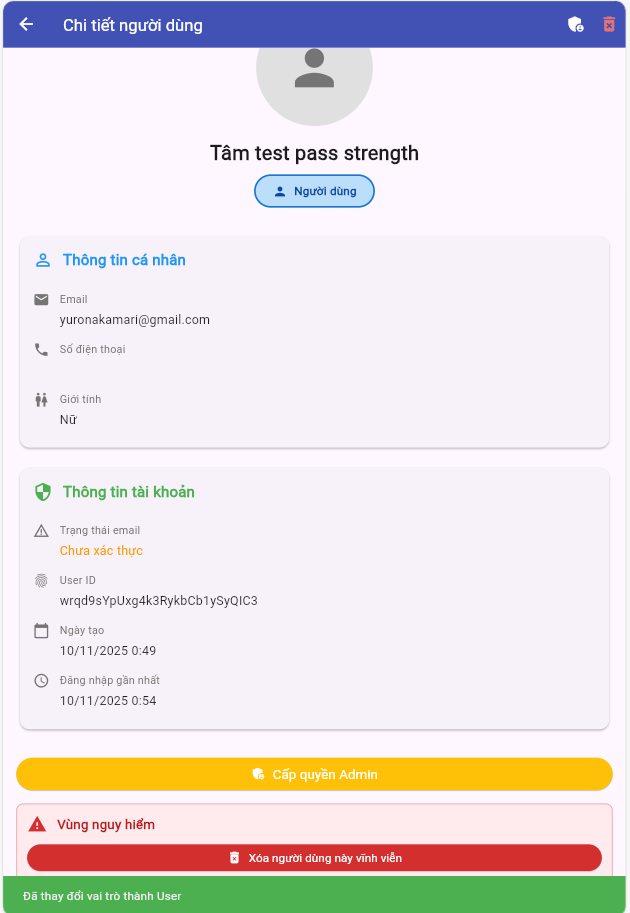 Chi tiết người dùng
Tâm test pass strength
Người dùng
Thông tin cá nhân
Email
yuronakamari@gmail.com
Số điện thoại
Giới tính
Nữ
Thông tin tài khoản
Trạng thái email
Chưa xác thực
User ID
wrqd9sYpUxg4k3RykbCb1ySyQIC3
Ngày tạo
10/11/2025 0:49
Đăng nhập gần nhất
10/11/2025 0:54
Cấp quyền Admin
Vùng nguy hiểm
Xóa người dùng này vĩnh viễn
Đã thay đổi vai trò thành User